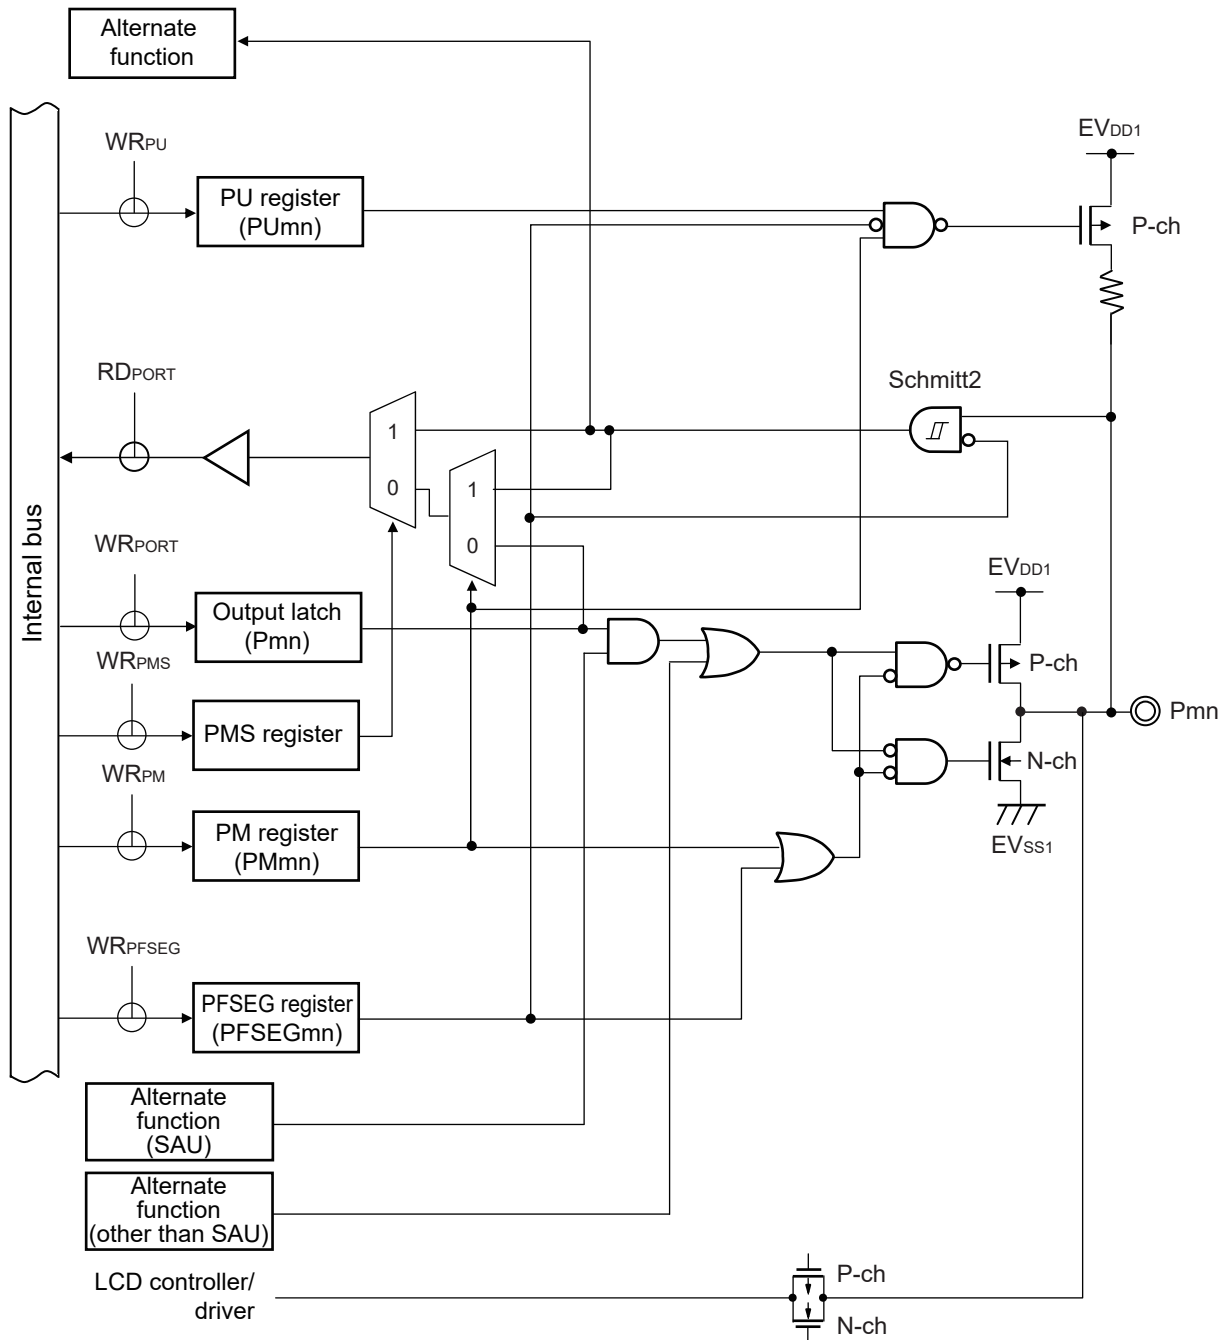 Alternate
function
EVDD1
WRPU
PU register
(PUmn)
P-ch
RDPORT
Schmitt2
1
0
1
0
Internal bus
WRPORT
EVDD1
Output latch
(Pmn)
P-ch
WRPMS
Pmn
PMS register
N-ch
WRPM
PM register
(PMmn)
EVSS1
WRPFSEG
PFSEG register
(PFSEGmn)
Alternate
function
(SAU)
Alternate
function
(other than SAU)
LCD controller/
driver
P-ch
N-ch